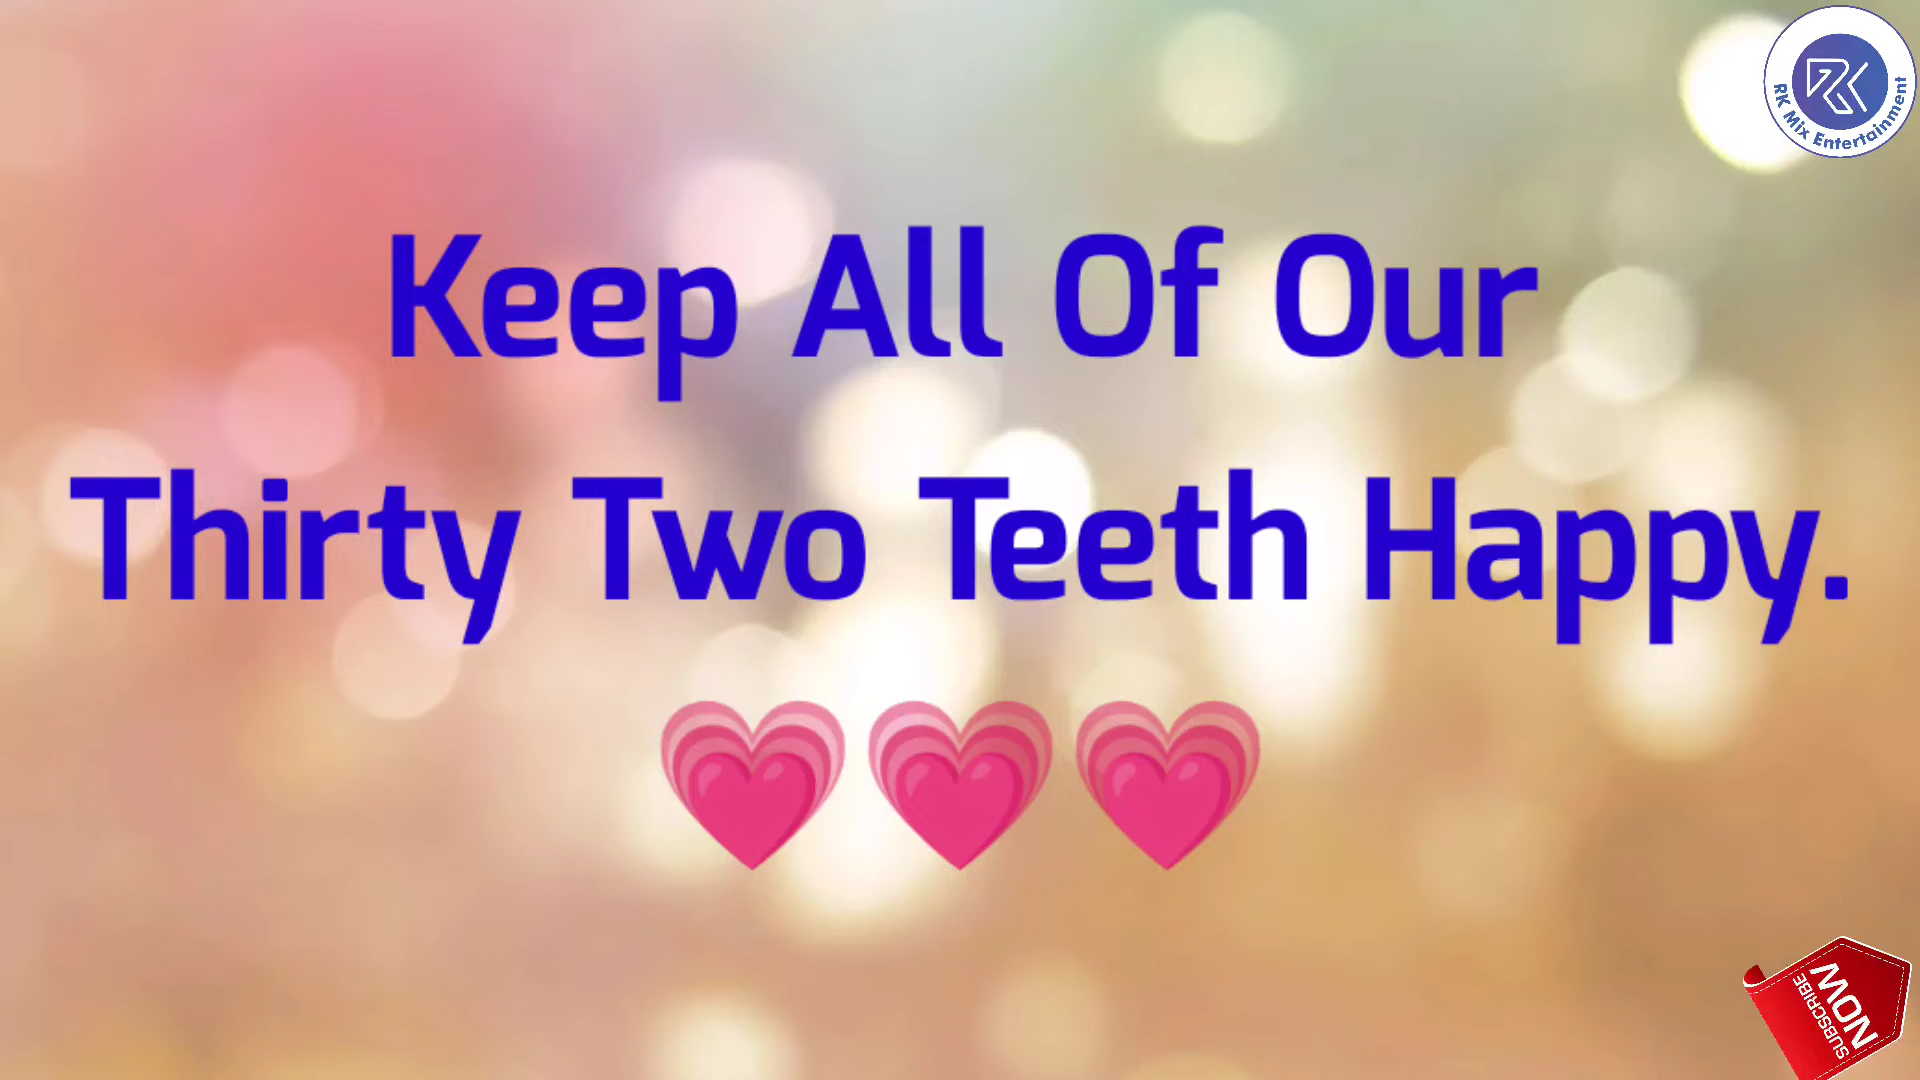 RK Mix Entertainment
Keep All Of Our
Thirty Two Teeth Happy.
💗💗💗
SUBSCRIBE
NOW